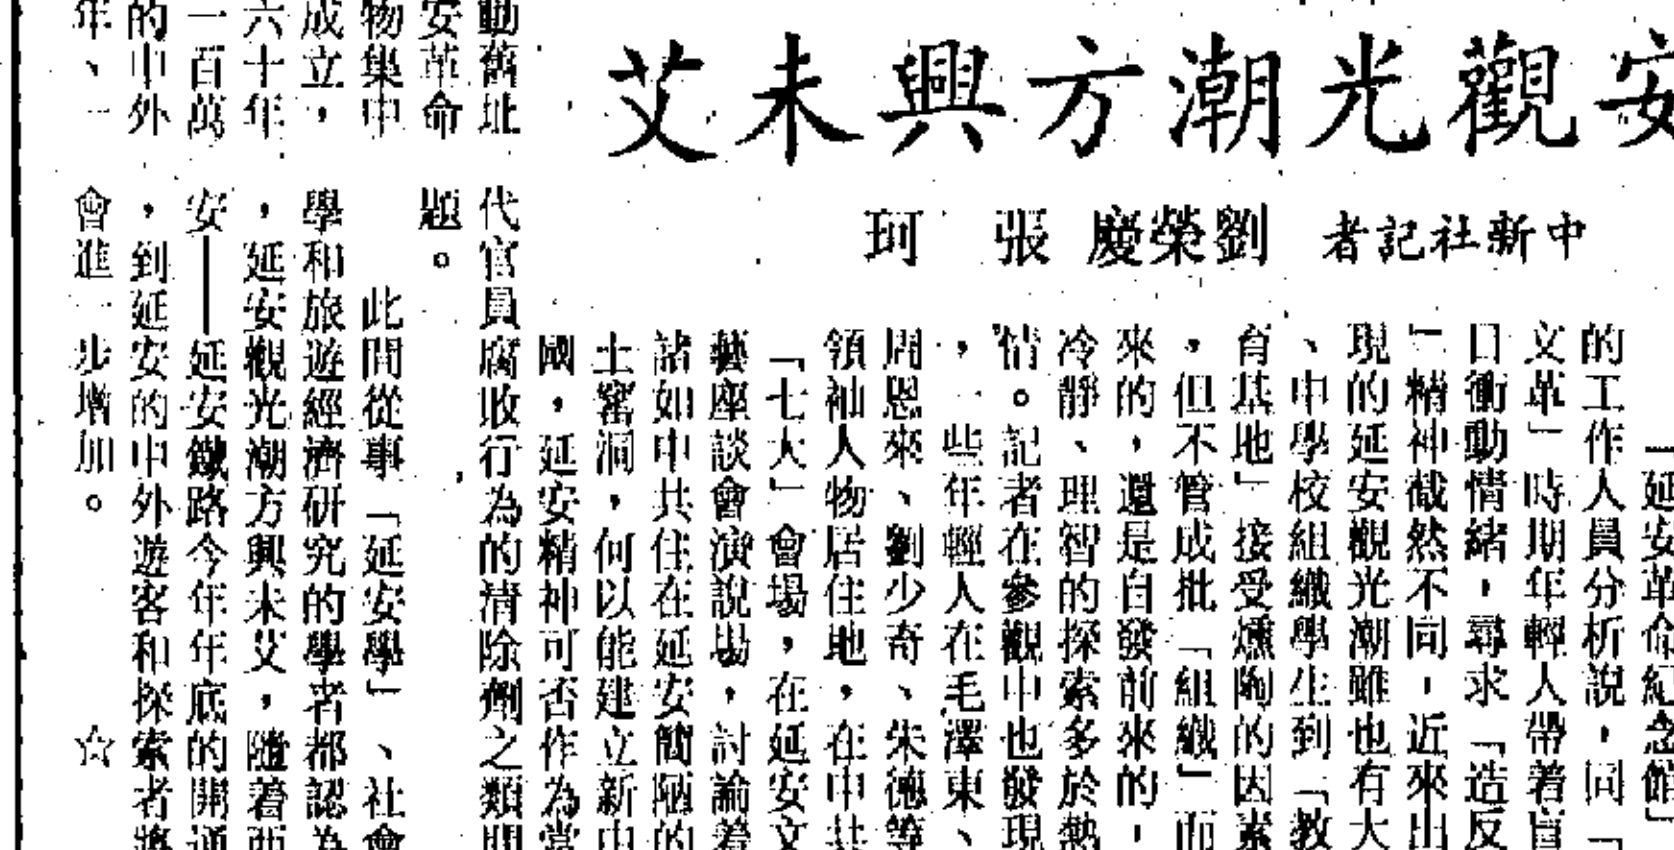 安觀光潮方興未艾
中新社記者 劉榮慶 張 珂
動舊址
安革命
物集中
成立，
六十年
一百萬
的中外
年、一
「延安革命紀念館」
的工作人員分析說，同「
文革」時期年輕人帶着盲
目衝動情緒，尋求「造反
」精神截然不同，近來出
現的延安觀光潮雖也有大
、中學校組織學生到「教
育基地」接受燻陶的因素
，但不管成批「組織」而
來的，還是自發前來的，
冷靜、理智的探索多於熱
情。記者在參觀中也發現
，一些年輕人在毛澤東、
周恩來、劉少奇、朱德等
領袖人物居住地，在中共
「七大」會場，在延安文
藝座談會演說場，討論着
諸如中共住在延安簡陋的
土窰洞，何以能建立新中
國，延安精神可否作為當
代官員腐敗行為的清除劑之類問
題。
此間從事「延安學」、社會
學和旅遊經濟研究的學者都認為
，延安觀光潮方興未艾，隨着西
安——延安鐵路今年年底的開通
，到延安的中外遊客和探索者將
會進一步增加。 ☆